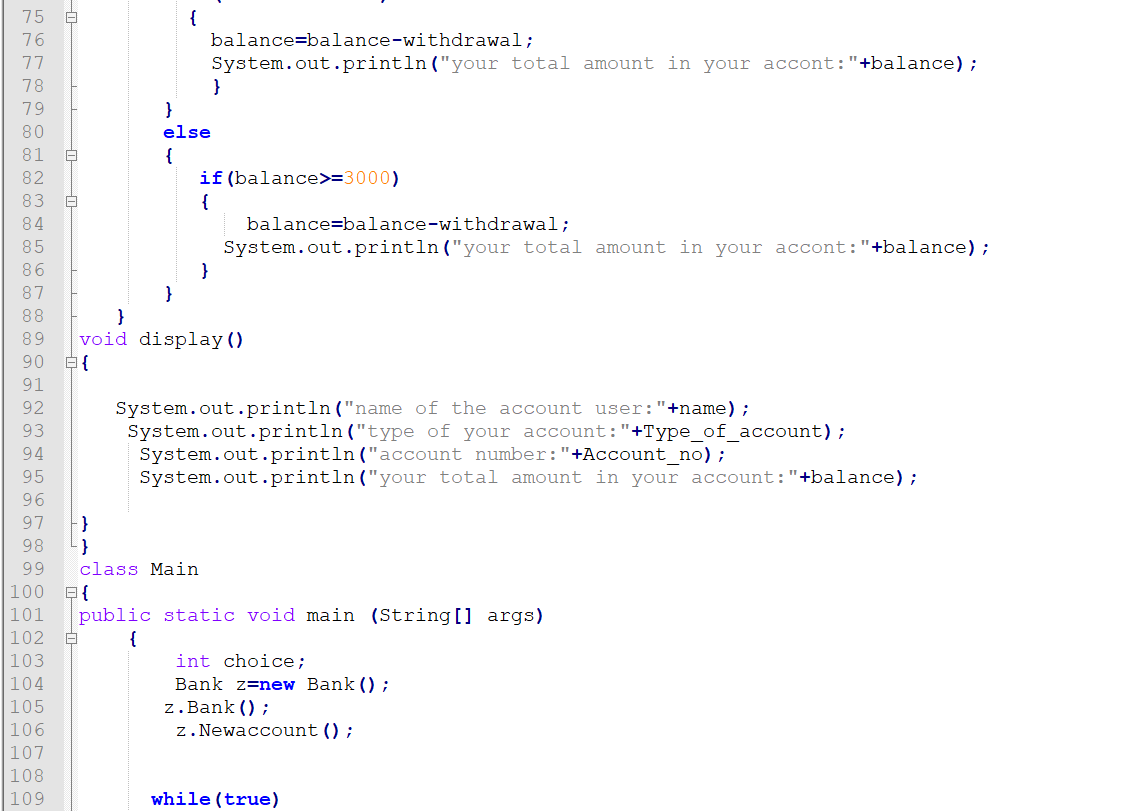 75 {
76 balance=balance-withdrawal;
77 System.out.println("your total amount in your accont:"+balance);
78 }
79 }
80 else
81 {
82 if(balance>=3000)
83 {
84 balance=balance-withdrawal;
85 System.out.println("your total amount in your accont:"+balance);
86 }
87 }
88 }
89 void display()
90 {
91
92 System.out.println("name of the account user:"+name);
93 System.out.println("type of your account:"+Type_of_account);
94 System.out.println("account number:"+Account_no);
95 System.out.println("your total amount in your account:"+balance);
96
97 }
98 }
99 class Main
100 {
101 public static void main (String[] args)
102 {
103 int choice;
104 Bank z=new Bank();
105 z.Bank();
106 z.Newaccount();
107
108
109 while(true)